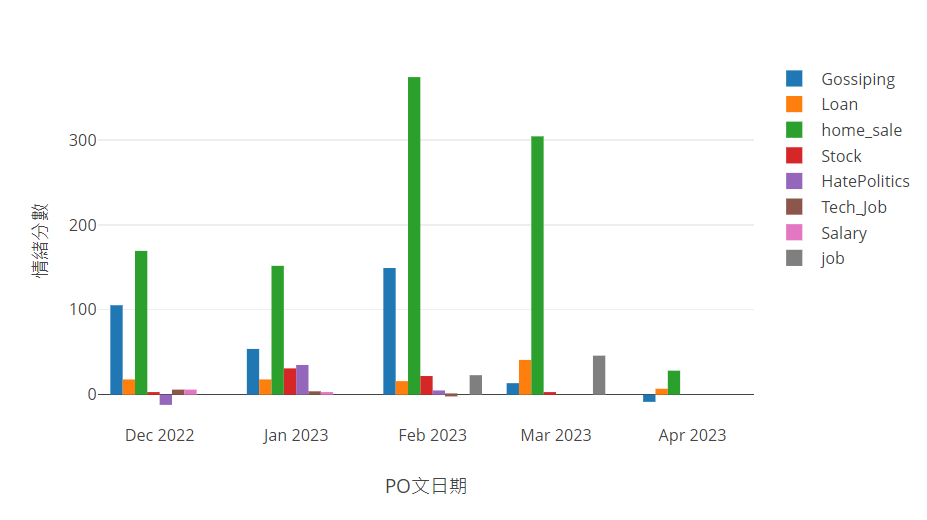 300
200
100
0
情緒分數
Dec 2022
Jan 2023
Feb 2023
Mar 2023
Apr 2023
PO文日期
Gossiping
Loan
home_sale
Stock
HatePolitics
Tech_Job
Salary
job